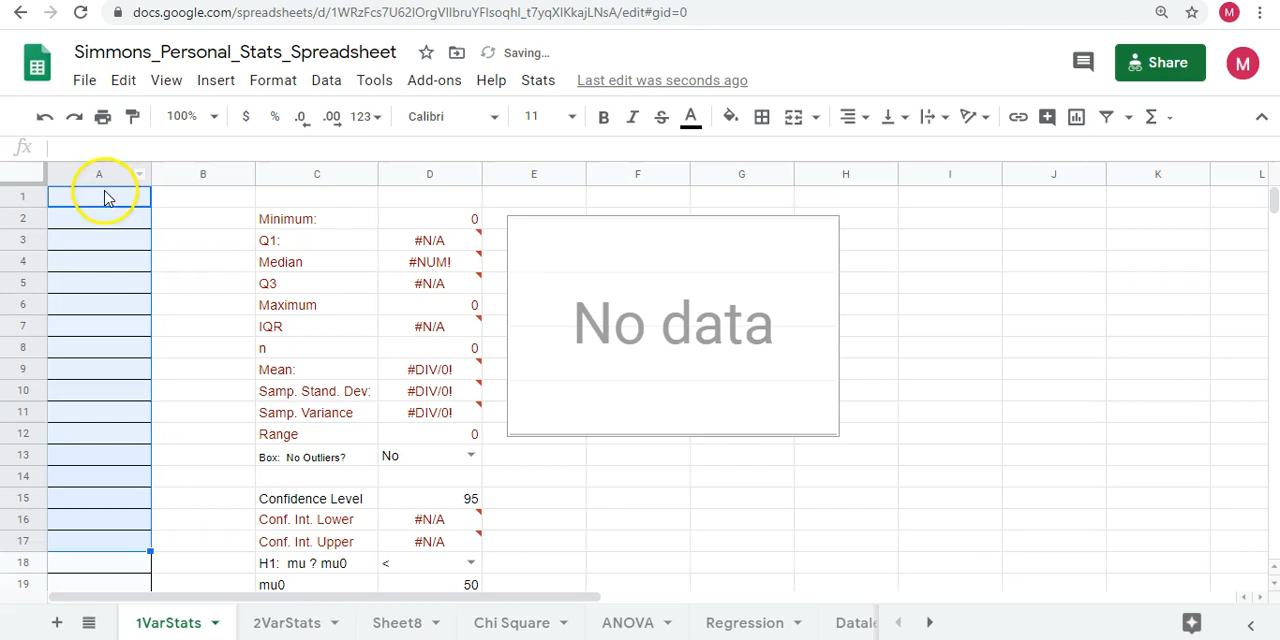 docs.google.com/spreadsheets/d/1WRzFcs7U62IOrgVIIbruYFIsoqhI_t7yqXIKkajLNsA/edit#gid=0 M
Simmons_Personal_Stats_Spreadsheet Saving...
File Edit View Insert Format Data Tools Add-ons Help Stats Last edit was seconds ago Share M
100% $ % .0 .00 123 Calibri 11 B I S A Σ
fx
A B C D E F G H I J K L
1
2 Minimum: 0
3 Q1: #N/A
4 Median #NUM!
5 Q3 #N/A
6 Maximum 0
7 IQR #N/A
8 n 0
9 Mean: #DIV/0!
10 Samp. Stand. Dev: #DIV/0!
11 Samp. Variance #DIV/0!
12 Range 0
13 Box: No Outliers? No
14
15 Confidence Level 95
16 Conf. Int. Lower #N/A
17 Conf. Int. Upper #N/A
18 H1: mu ? mu0 <
19 mu0 50
No data
+ 1VarStats 2VarStats Sheet8 Chi Square ANOVA Regression Datale